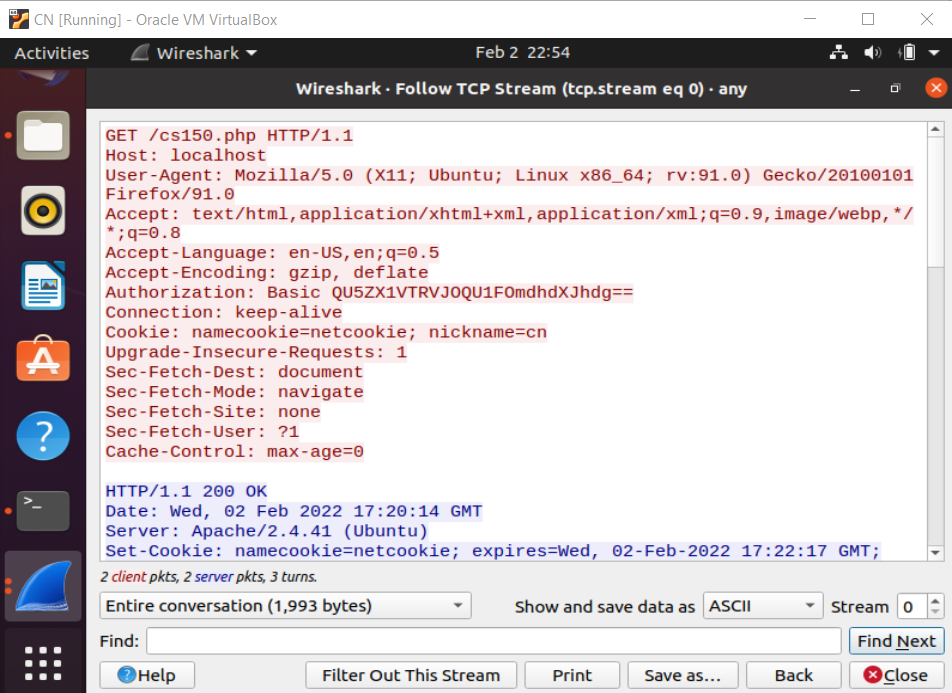 CN [Running] - Oracle VM VirtualBox
Activities
Wireshark
Feb 2 22:54
Wireshark · Follow TCP Stream (tcp.stream eq 0) · any
GET /cs150.php HTTP/1.1
Host: localhost
User-Agent: Mozilla/5.0 (X11; Ubuntu; Linux x86_64; rv:91.0) Gecko/20100101
Firefox/91.0
Accept: text/html,application/xhtml+xml,application/xml;q=0.9,image/webp,*/
*;q=0.8
Accept-Language: en-US,en;q=0.5
Accept-Encoding: gzip, deflate
Authorization: Basic QU5ZX1VTRVJOQU1FOmdhdXJhdg==
Connection: keep-alive
Cookie: namecookie=netcookie; nickname=cn
Upgrade-Insecure-Requests: 1
Sec-Fetch-Dest: document
Sec-Fetch-Mode: navigate
Sec-Fetch-Site: none
Sec-Fetch-User: ?1
Cache-Control: max-age=0
HTTP/1.1 200 OK
Date: Wed, 02 Feb 2022 17:20:14 GMT
Server: Apache/2.4.41 (Ubuntu)
Set-Cookie: namecookie=netcookie; expires=Wed, 02-Feb-2022 17:22:17 GMT;
2 client pkts, 2 server pkts, 3 turns.
Entire conversation (1,993 bytes)
Show and save data as
ASCII
Stream
0
Find:
Find Next
Help
Filter Out This Stream
Print
Save as…
Back
Close